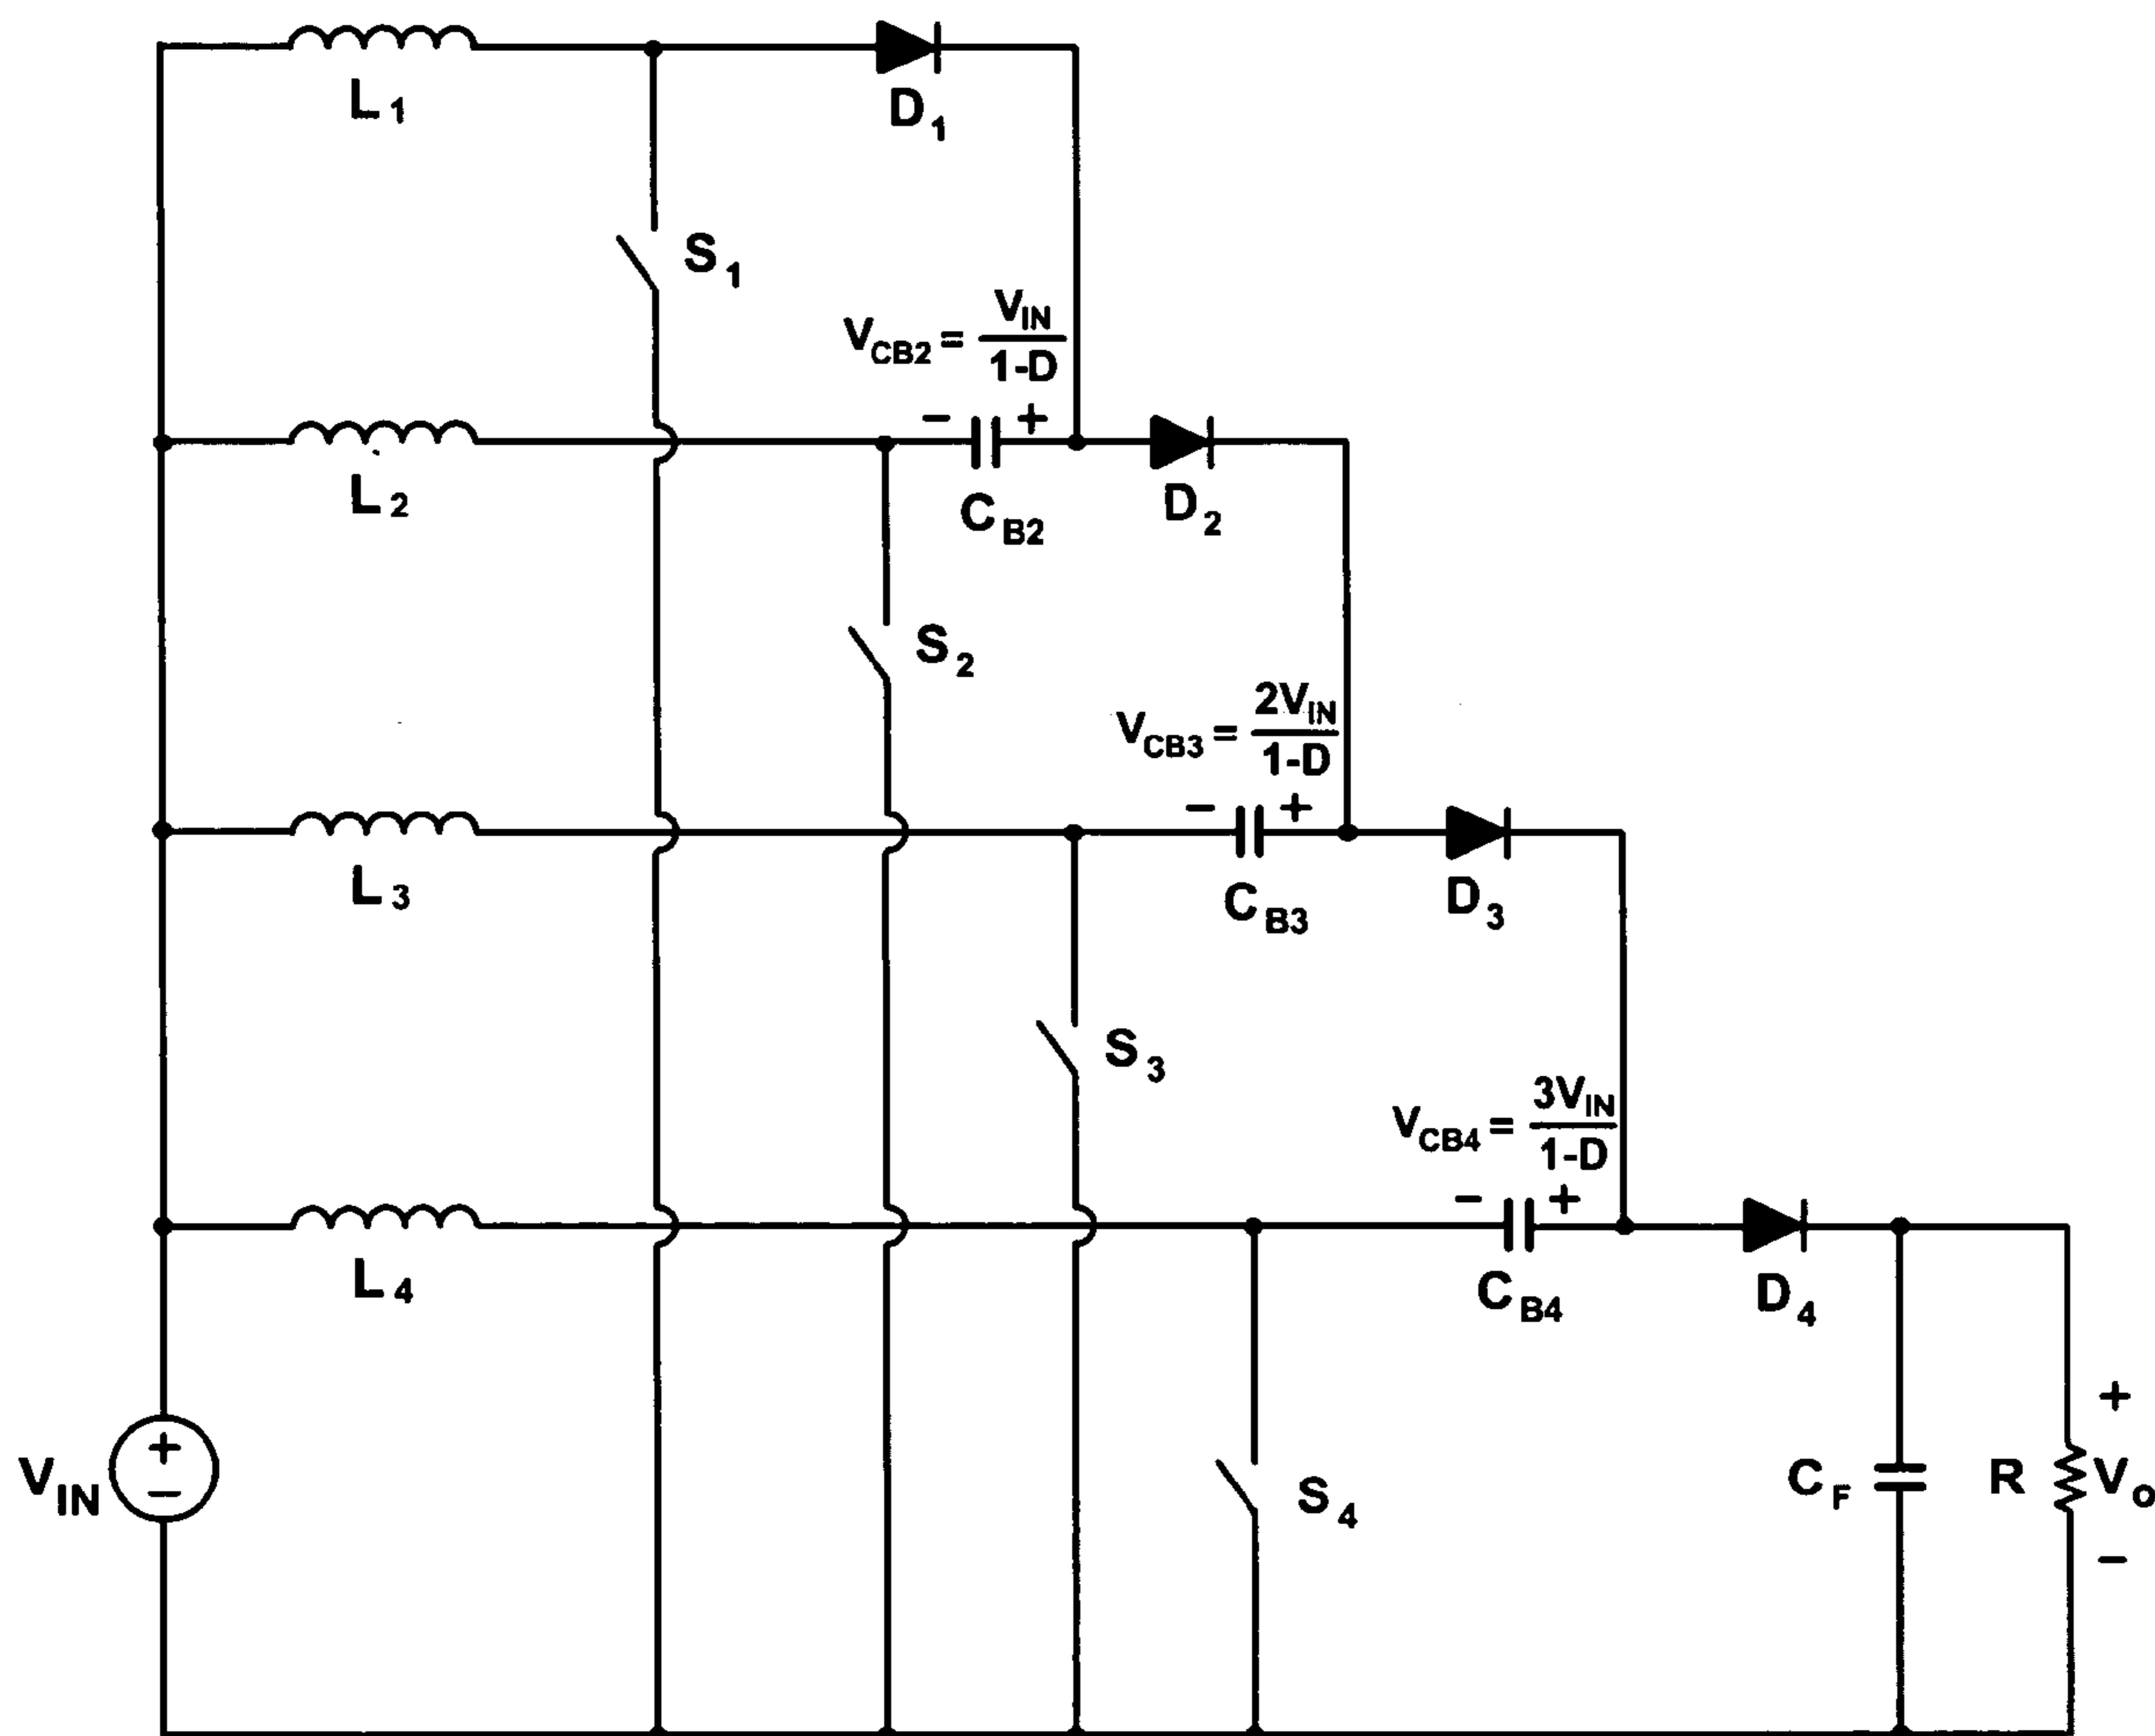 L1
D1
S1
VCB2 = VIN / 1-D
- +
L2
CB2
D2
S2
VCB3 = 2VIN / 1-D
- +
L3
CB3
D3
S3
VCB4 = 3VIN / 1-D
- +
L4
CB4
D4
+
+
VIN
-
S4
CF
R
Vo
-